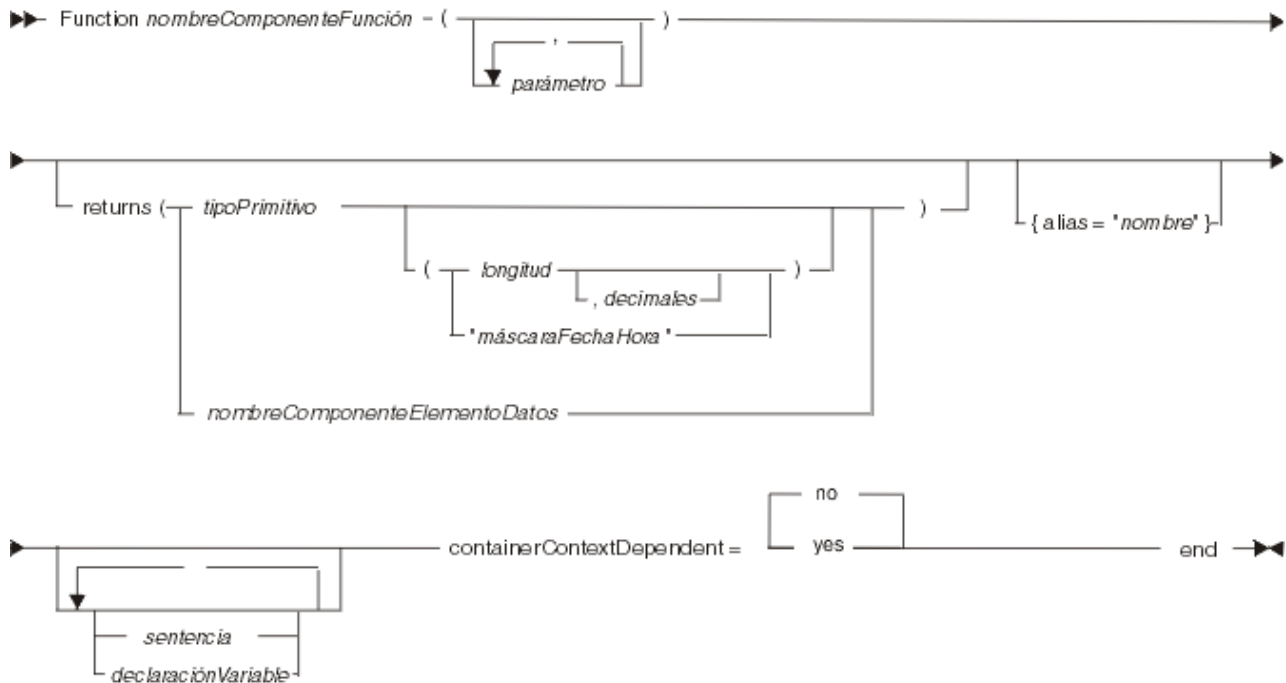 Function nombreComponenteFunción - ( )
,
parámetro
returns ( tipoPrimitivo )
{ alias = "nombre" }
( longitud )
, decimales
"máscaraFechaHora"
nombreComponenteElementoDatos
no
containerContextDependent = yes end
sentencia
declaraciónVariable